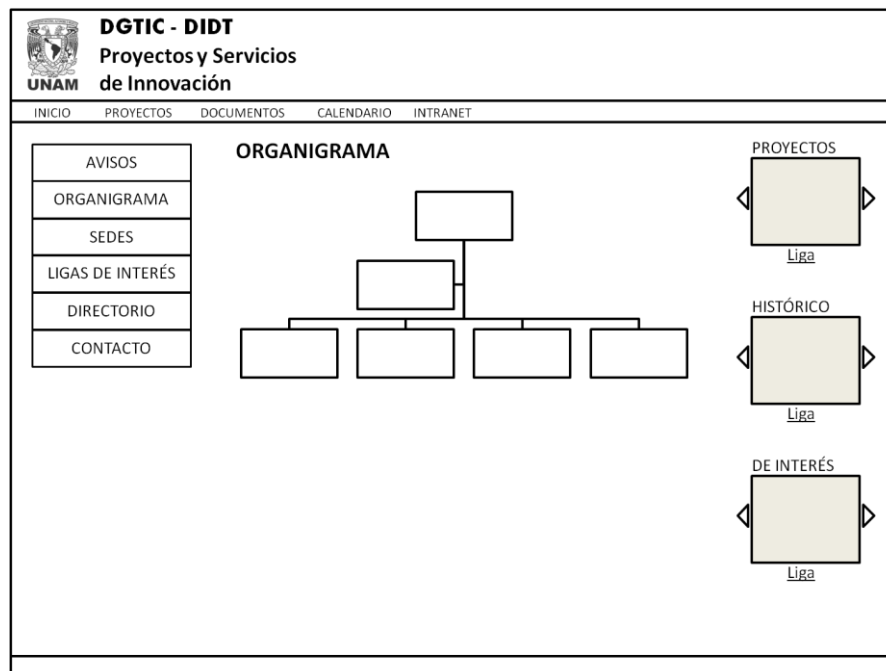 DGTIC - DIDT
Proyectos y Servicios
de Innovación
UNAM
INICIO PROYECTOS DOCUMENTOS CALENDARIO INTRANET
AVISOS
ORGANIGRAMA
SEDES
LIGAS DE INTERÉS
DIRECTORIO
CONTACTO
ORGANIGRAMA
PROYECTOS
Liga
HISTÓRICO
Liga
DE INTERÉS
Liga